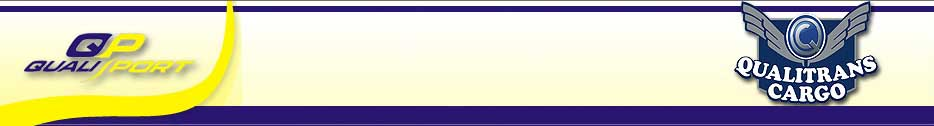 QP
QUALISPORT
Q
QUALITRANS
CARGO